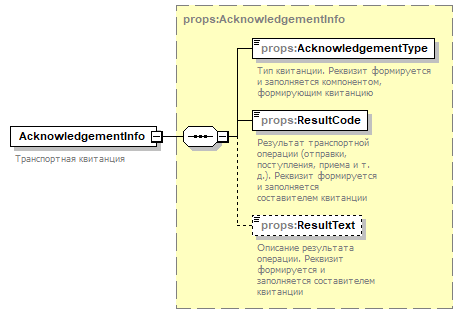 props:AcknowledgementInfo
props:AcknowledgementType
Тип квитанции. Реквизит формируется
и заполняется компонентом,
формирующим квитанцию
AcknowledgementInfo
Транспортная квитанция
props:ResultCode
Результат транспортной
операции (отправки,
поступления, приема и т.
д.). Реквизит формируется
и заполняется
составителем квитанции
props:ResultText
Описание результата
операции. Реквизит
формируется и
заполняется составителем
квитанции